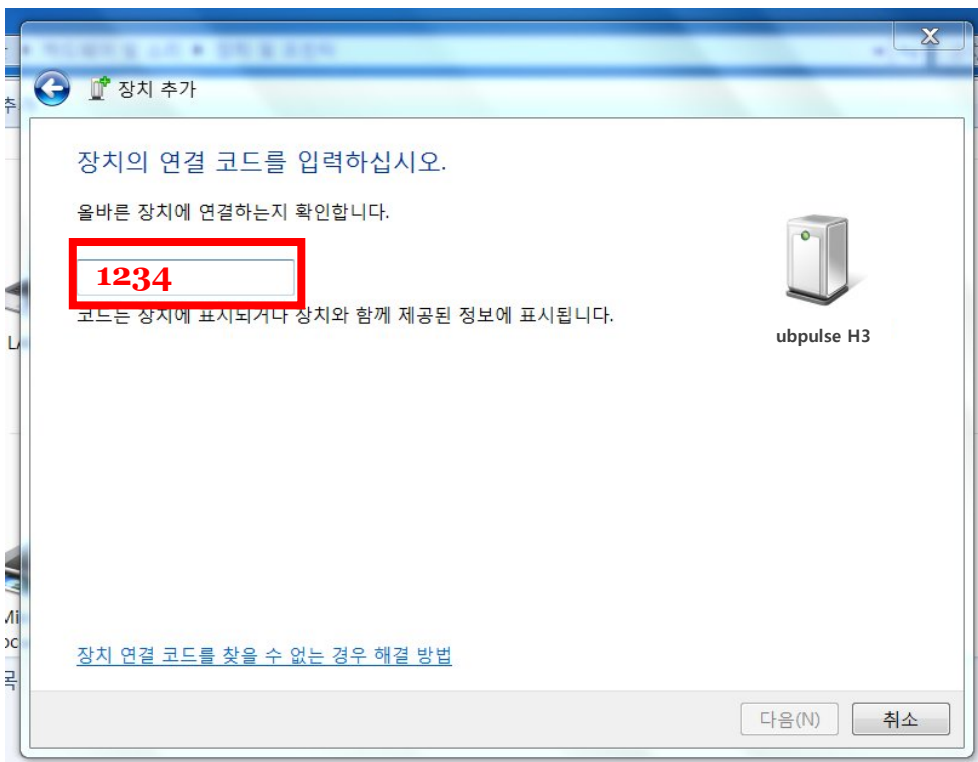 장치 추가
장치의 연결 코드를 입력하십시오.
올바른 장치에 연결하는지 확인합니다.
1234
코드는 장치에 표시되거나 장치와 함께 제공된 정보에 표시됩니다.
ubpulse H3
장치 연결 코드를 찾을 수 없는 경우 해결 방법
다음(N)
취소